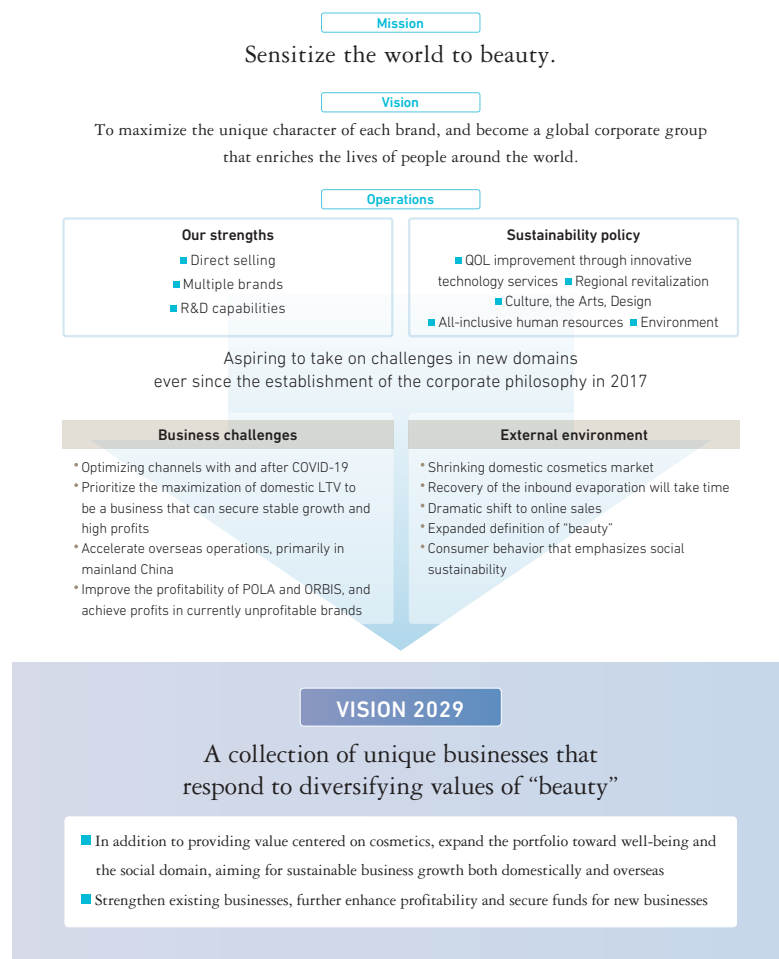 Mission
Sensitize the world to beauty.
Vision
To maximize the unique character of each brand, and become a global corporate group
that enriches the lives of people around the world.
Operations
Our strengths
■ Direct selling
■ Multiple brands
■ R&D capabilities
Sustainability policy
■ QOL improvement through innovative
technology services ■ Regional revitalization
■ Culture, the Arts, Design
■ All-inclusive human resources ■ Environment
Aspiring to take on challenges in new domains
ever since the establishment of the corporate philosophy in 2017
Business challenges
• Optimizing channels with and after COVID-19
• Prioritize the maximization of domestic LTV to
be a business that can secure stable growth and
high profits
• Accelerate overseas operations, primarily in
mainland China
• Improve the profitability of POLA and ORBIS, and
achieve profits in currently unprofitable brands
External environment
• Shrinking domestic cosmetics market
• Recovery of the inbound evaporation will take time
• Dramatic shift to online sales
• Expanded definition of “beauty”
• Consumer behavior that emphasizes social
sustainability
VISION 2029
A collection of unique businesses that
respond to diversifying values of “beauty”
■ In addition to providing value centered on cosmetics, expand the portfolio toward well-being and
the social domain, aiming for sustainable business growth both domestically and overseas
■ Strengthen existing businesses, further enhance profitability and secure funds for new businesses